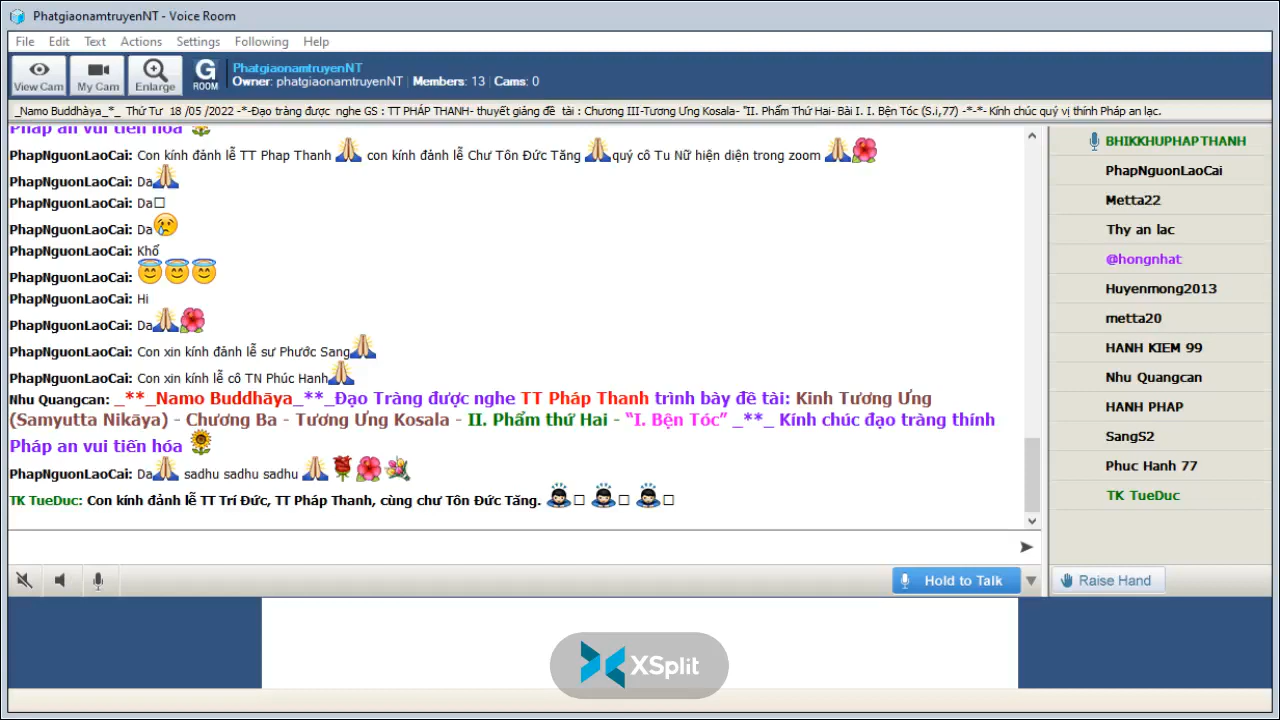 PhatgiaonamtruyenNT - Voice Room
File Edit Text Actions Settings Following Help
View Cam My Cam Enlarge G ROOM PhatgiaonamtruyenNT
Owner: phatgiaonamtruyenNT Members: 13 Cams: 0
_Namo Buddhàya_*_ Thứ Tư 18 /05 /2022 -*-Đạo tràng được nghe GS : TT PHÁP THANH- thuyết giảng đề tài : Chương III-Tương Ưng Kosala- "II. Phẩm Thứ Hai- Bài I. I. Bện Tóc (S.i,77) -*-*- Kính chúc quý vị thính Pháp an lạc.
Pháp an vui tiến hóa
PhapNguonLaoCai: Con kính đảnh lễ TT Phap Thanh con kính đảnh lễ Chư Tôn Đức Tăng quý cô Tu Nữ hiện diện trong zoom
PhapNguonLaoCai: Da
PhapNguonLaoCai: Da
PhapNguonLaoCai: Da
PhapNguonLaoCai: Khổ
PhapNguonLaoCai:
PhapNguonLaoCai: Hi
PhapNguonLaoCai: Da
PhapNguonLaoCai: Con xin kính đảnh lễ sư Phước Sang
PhapNguonLaoCai: Con xin kính lễ cô TN Phúc Hanh
Nhu Quangcan: _**_Namo Buddhāya_**_Đạo Tràng được nghe TT Pháp Thanh trình bày đề tài: Kinh Tương Ưng
(Samyutta Nikāya) - Chương Ba - Tương Ưng Kosala - II. Phẩm thứ Hai - “I. Bện Tóc” _**_ Kính chúc đạo tràng thính
Pháp an vui tiến hóa
PhapNguonLaoCai: Da sadhu sadhu sadhu
TK TueDuc: Con kính đảnh lễ TT Trí Đức, TT Pháp Thanh, cùng chư Tôn Đức Tăng.
BHIKKHUPHAPTHANH
PhapNguonLaoCai
Metta22
Thy an lac
@hongnhat
Huyenmong2013
metta20
HANH KIEM 99
Nhu Quangcan
HANH PHAP
SangS2
Phuc Hanh 77
TK TueDuc
Hold to Talk
Raise Hand
XSplit